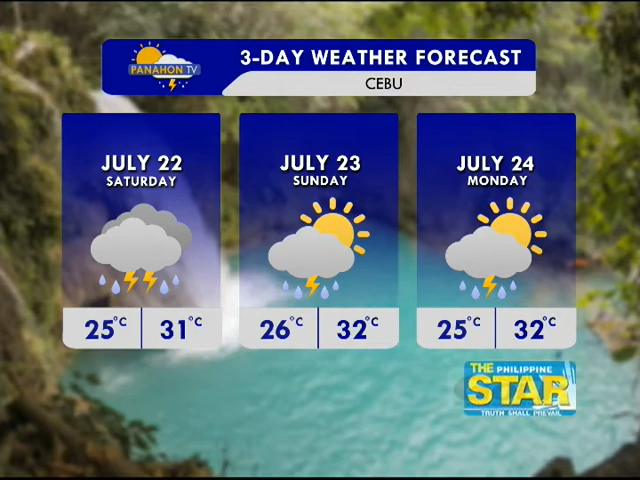 PANAHON TV
3-DAY WEATHER FORECAST
CEBU
JULY 22
SATURDAY
25°C 31°C
JULY 23
SUNDAY
26°C 32°C
JULY 24
MONDAY
25°C 32°C
THE PHILIPPINE
STAR
TRUTH SHALL PREVAIL